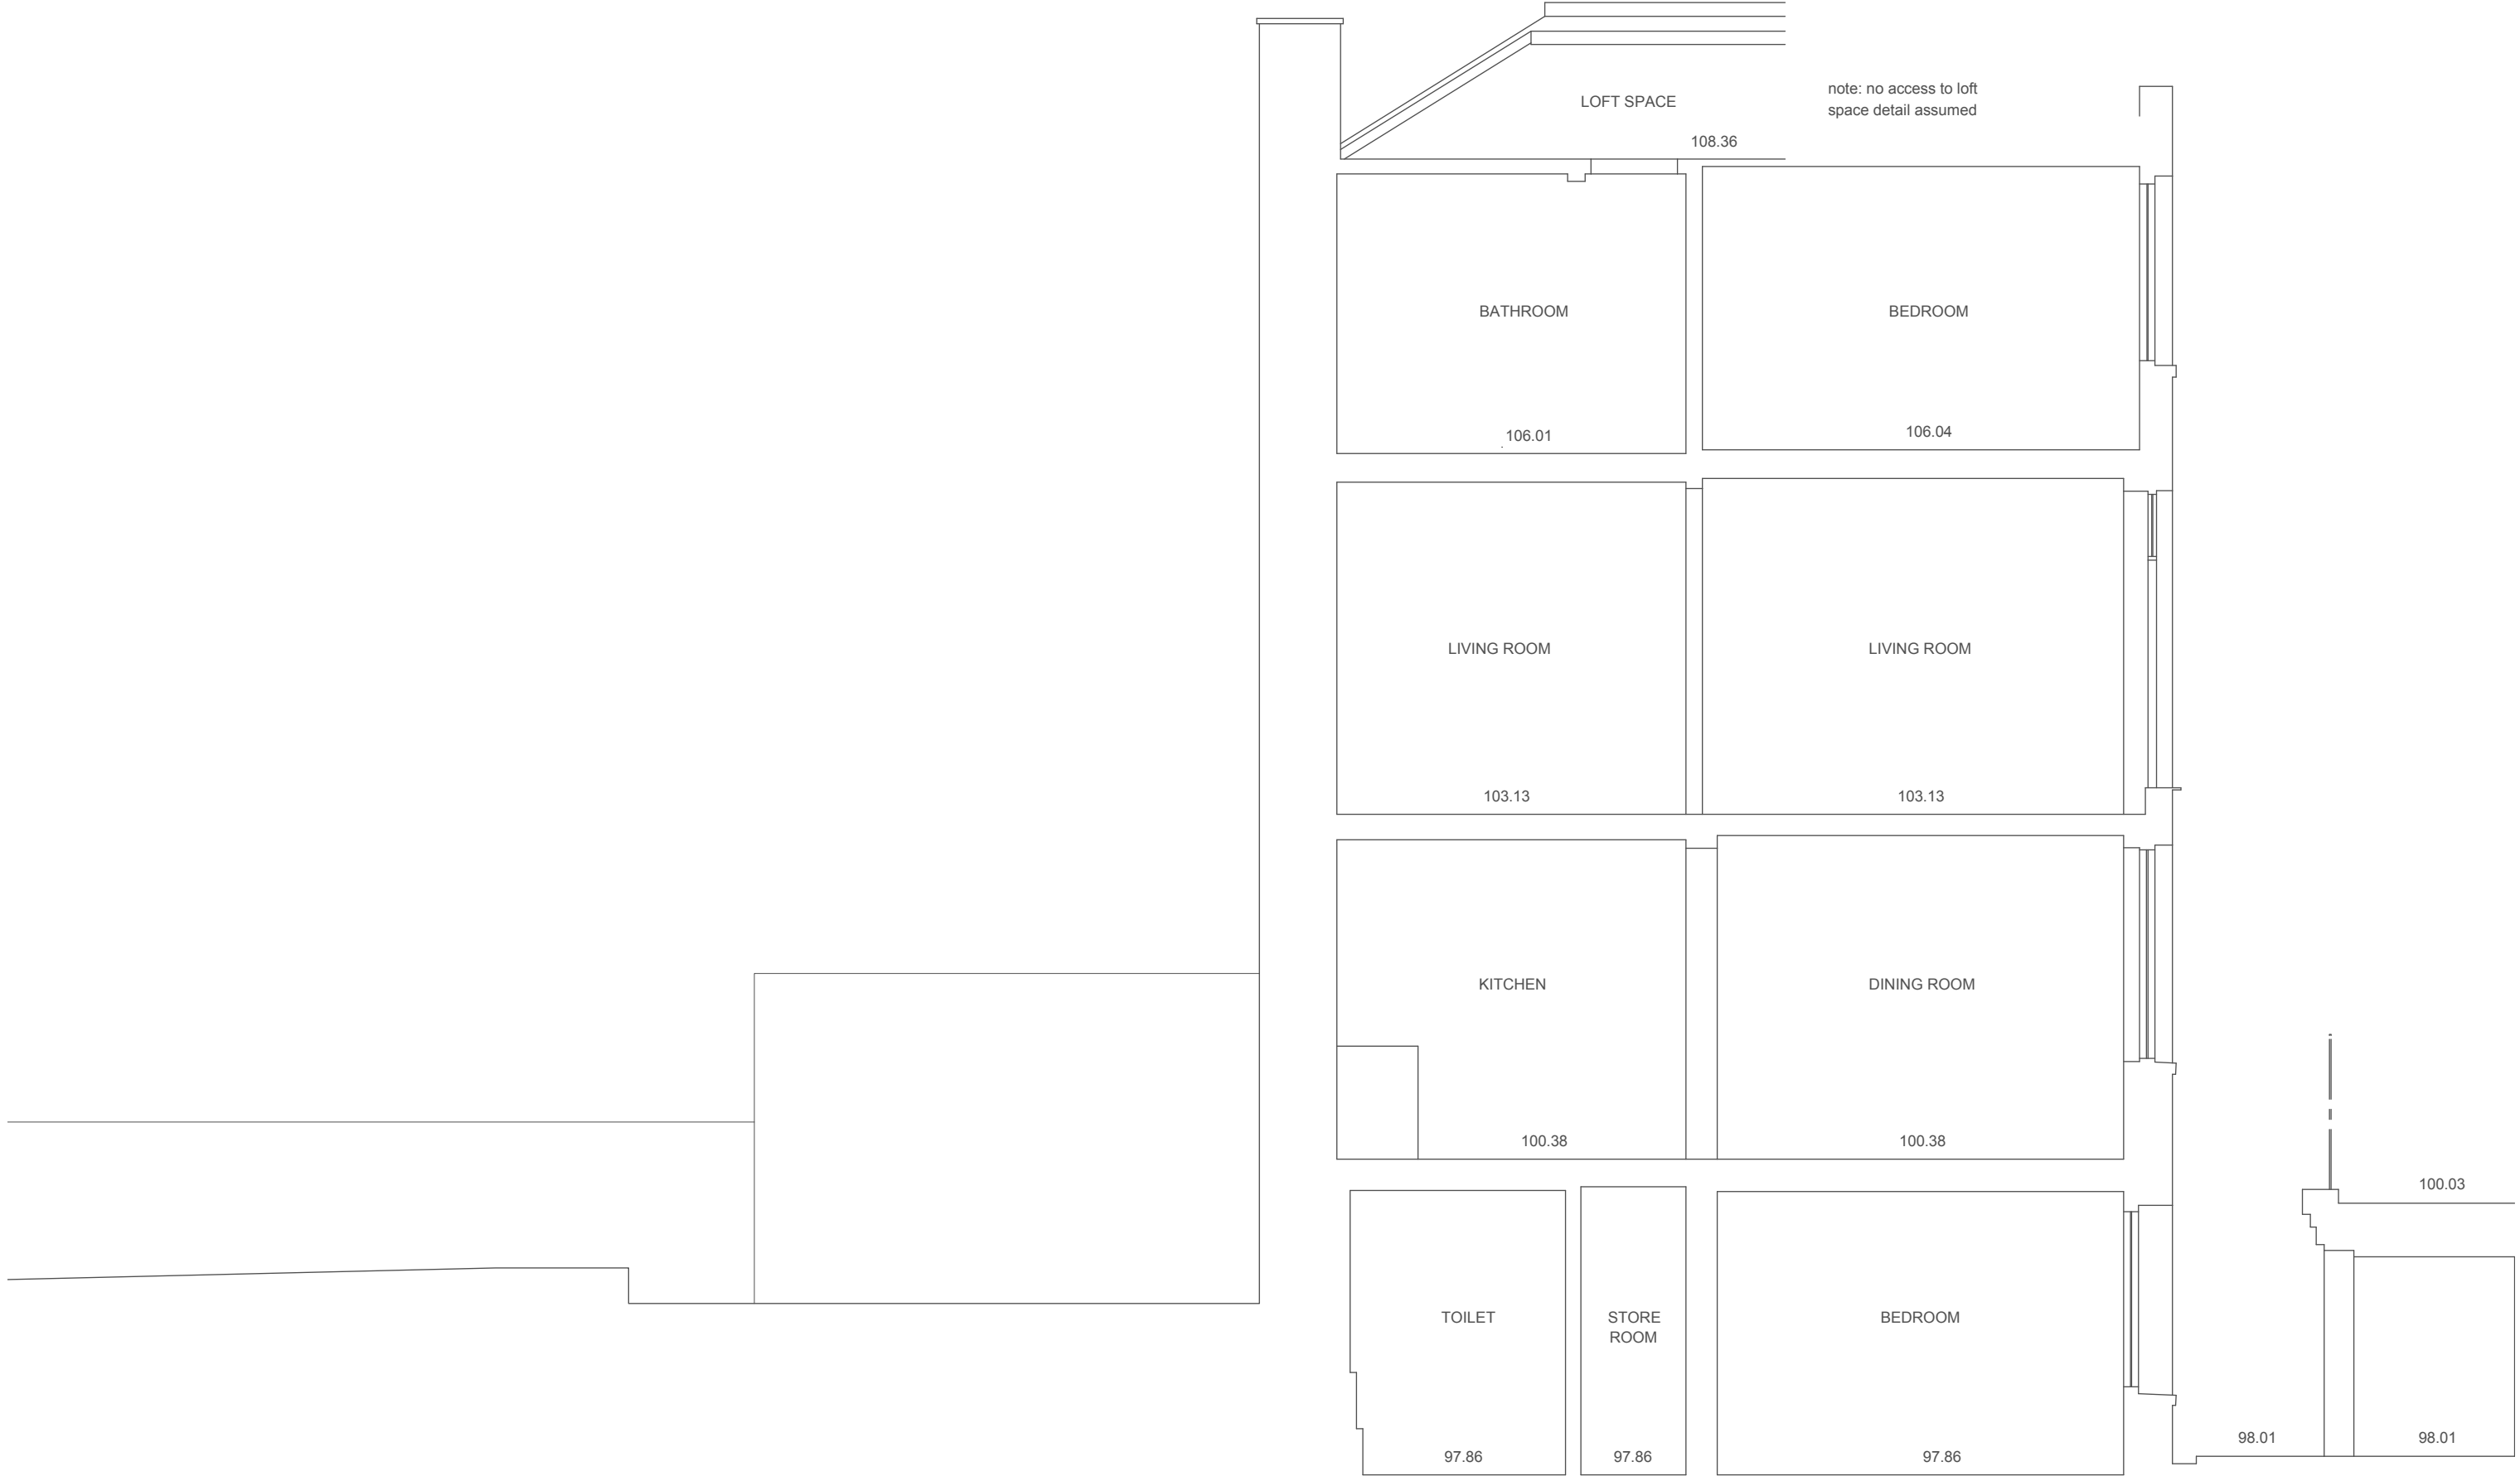 LOFT SPACE
note: no access to loft
space detail assumed
108.36
BATHROOM
BEDROOM
106.01
106.04
LIVING ROOM
LIVING ROOM
103.13
103.13
KITCHEN
DINING ROOM
100.38
100.38
100.03
TOILET
STORE
ROOM
BEDROOM
97.86
97.86
97.86
98.01
98.01